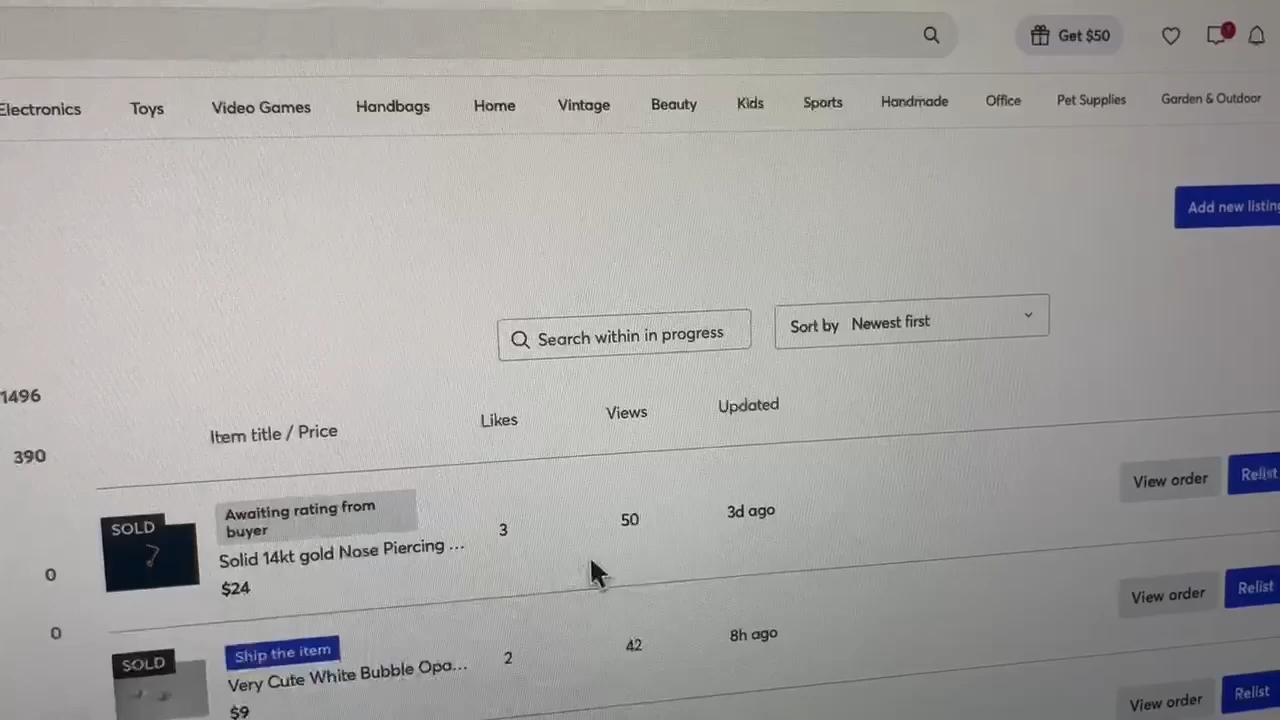 Get $50
Electronics Toys Video Games Handbags Home Vintage Beauty Kids Sports Handmade Office Pet Supplies Garden & Outdoor
Add new listing
Search within in progress
Sort by Newest first
1496
390
0
0
Item title / Price Likes Views Updated
SOLD
Awaiting rating from
buyer
Solid 14kt gold Nose Piercing ...
$24
3 50 3d ago View order Relist
SOLD
Ship the item
Very Cute White Bubble Opa...
$9
2 42 8h ago View order Relist
View order Relist